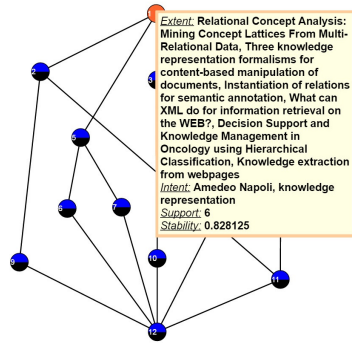 1
Extent: Relational Concept Analysis:
Mining Concept Lattices From Multi-
Relational Data, Three knowledge
representation formalisms for
content-based manipulation of
documents, Instantiation of relations
for semantic annotation, What can
XML do for information retrieval on
the WEB?, Decision Support and
Knowledge Management in
Oncology using Hierarchical
Classification, Knowledge extraction
from webpages
Intent: Amedeo Napoli, knowledge
representation
Support: 6
Stability: 0.828125
2
3
5
6
7
9
10
11
12